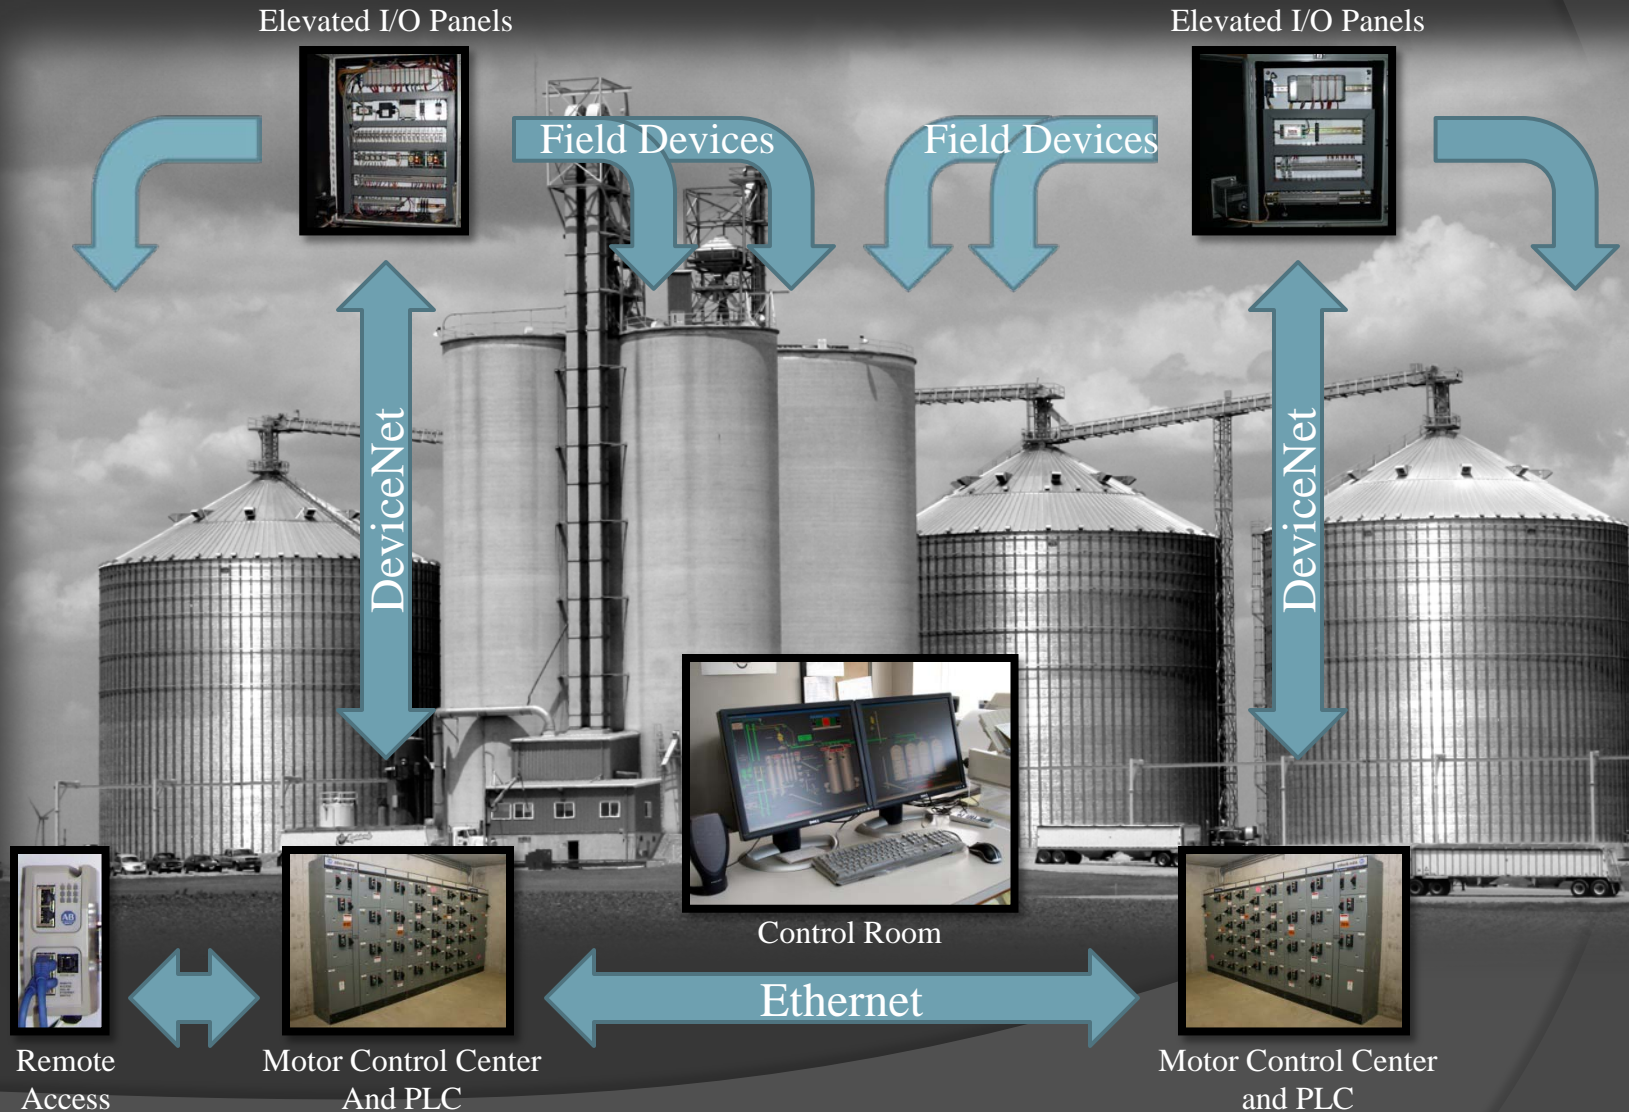 Elevated I/O Panels
Elevated I/O Panels
Field Devices
Field Devices
DeviceNet
DeviceNet
AB
Control Room
Ethernet
Remote
Access
Motor Control Center
And PLC
Motor Control Center
and PLC